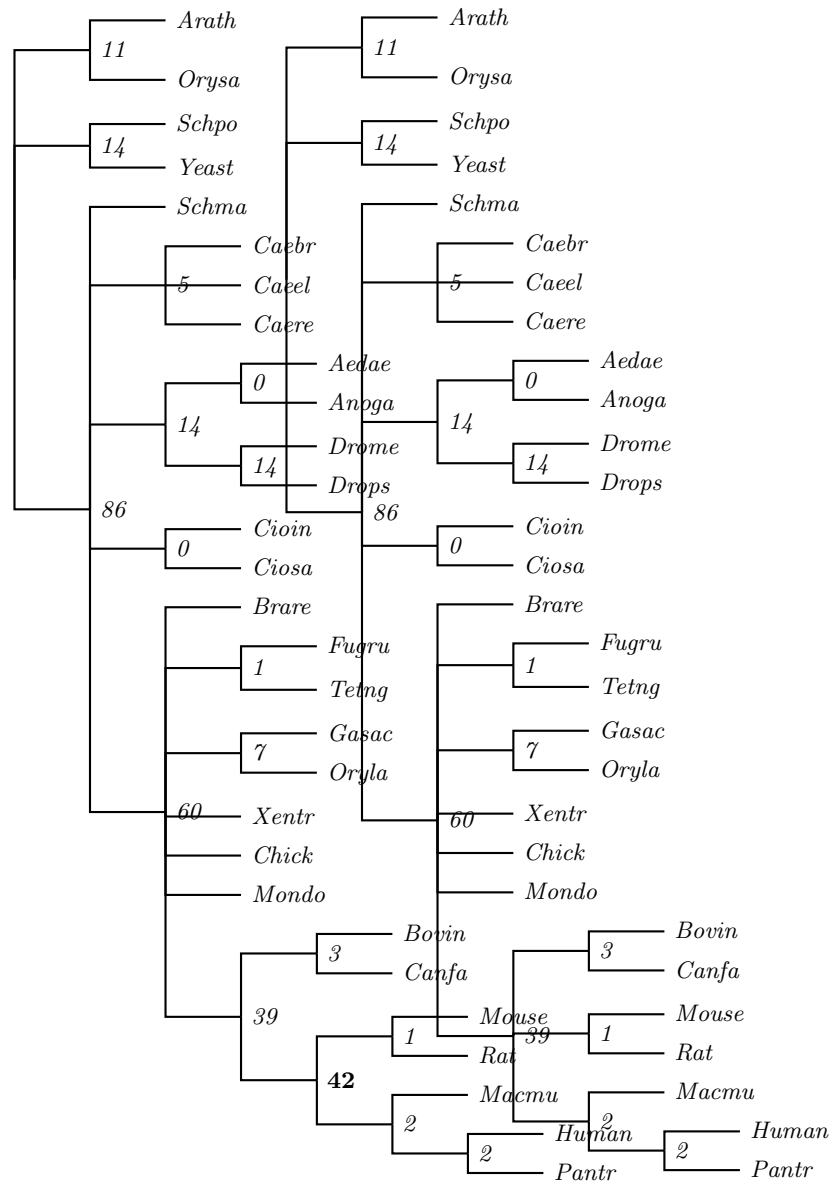 Arath
11
Orysa
Schpo
14
Yeast
Schma
Caebr
5
Caeel
Caere
Aedae
0
Anoga
14
Drome
14
Drops
86
Cioin
0
Ciosa
Brare
Fugru
1
Tetng
Gasac
7
Oryla
60
Xentr
Chick
Mondo
Bovin
3
Canfa
39
Mouse
1
Rat
42
Macmu
2
Human
2
Pantr
Arath
11
Orysa
Schpo
14
Yeast
Schma
Caebr
5
Caeel
Caere
Aedae
0
Anoga
14
Drome
14
Drops
86
Cioin
0
Ciosa
Brare
Fugru
1
Tetng
Gasac
7
Oryla
60
Xentr
Chick
Mondo
Bovin
3
Canfa
39
Mouse
1
Rat
Macmu
2
Human
2
Pantr